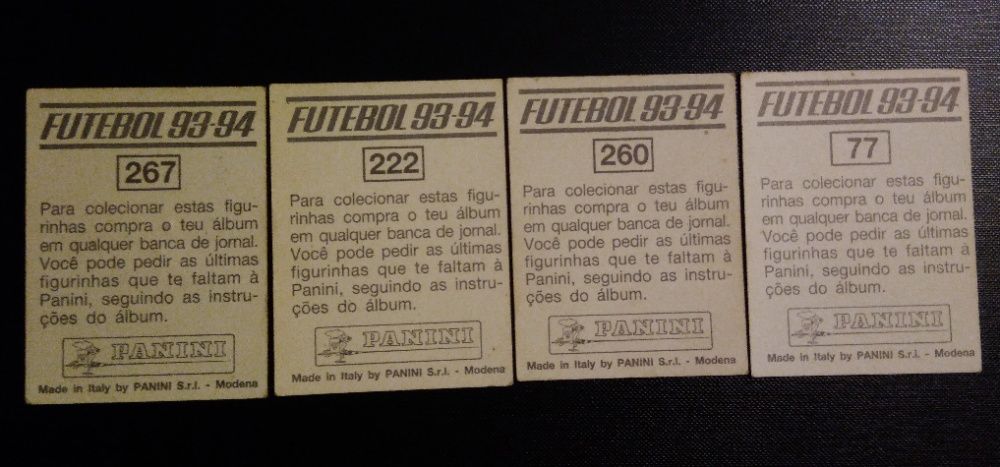 FUTEBOL 93-94
267
Para colecionar estas figu-
rinhas compra o teu álbum
em qualquer banca de jornal.
Você pode pedir as últimas
figurinhas que te faltam à
Panini, seguindo as instru-
ções do álbum.
PANINI
Made in Italy by PANINI S.r.l. - Modena
FUTEBOL 93-94
222
Para colecionar estas figu-
rinhas compra o teu álbum
em qualquer banca de jornal.
Você pode pedir as últimas
figurinhas que te faltam à
Panini, seguindo as instru-
ções do álbum.
PANINI
Made in Italy by PANINI S.r.l. - Modena
FUTEBOL 93-94
260
Para colecionar estas figu-
rinhas compra o teu álbum
em qualquer banca de jornal.
Você pode pedir as últimas
figurinhas que te faltam à
Panini, seguindo as instru-
ções do álbum.
PANINI
Made in Italy by PANINI S.r.l. - Modena
FUTEBOL 93-94
77
Para colecionar estas figu-
rinhas compra o teu álbum
em qualquer banca de jornal.
Você pode pedir as últimas
figurinhas que te faltam à
Panini, seguindo as instru-
ções do álbum.
PANINI
Made in Italy by PANINI S.r.l. - Modena